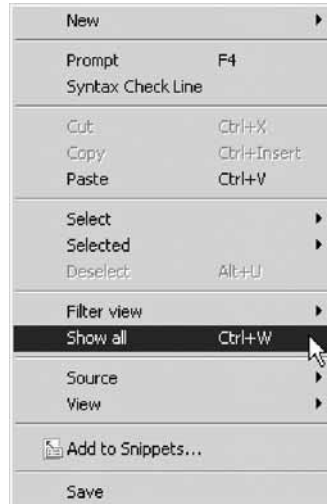 New
Prompt F4
Syntax Check Line
Cut Ctrl+X
Copy Ctrl+Insert
Paste Ctrl+V
Select
Selected
Deselect Alt+U
Filter view
Show all Ctrl+W
Source
View
Add to Snippets...
Save